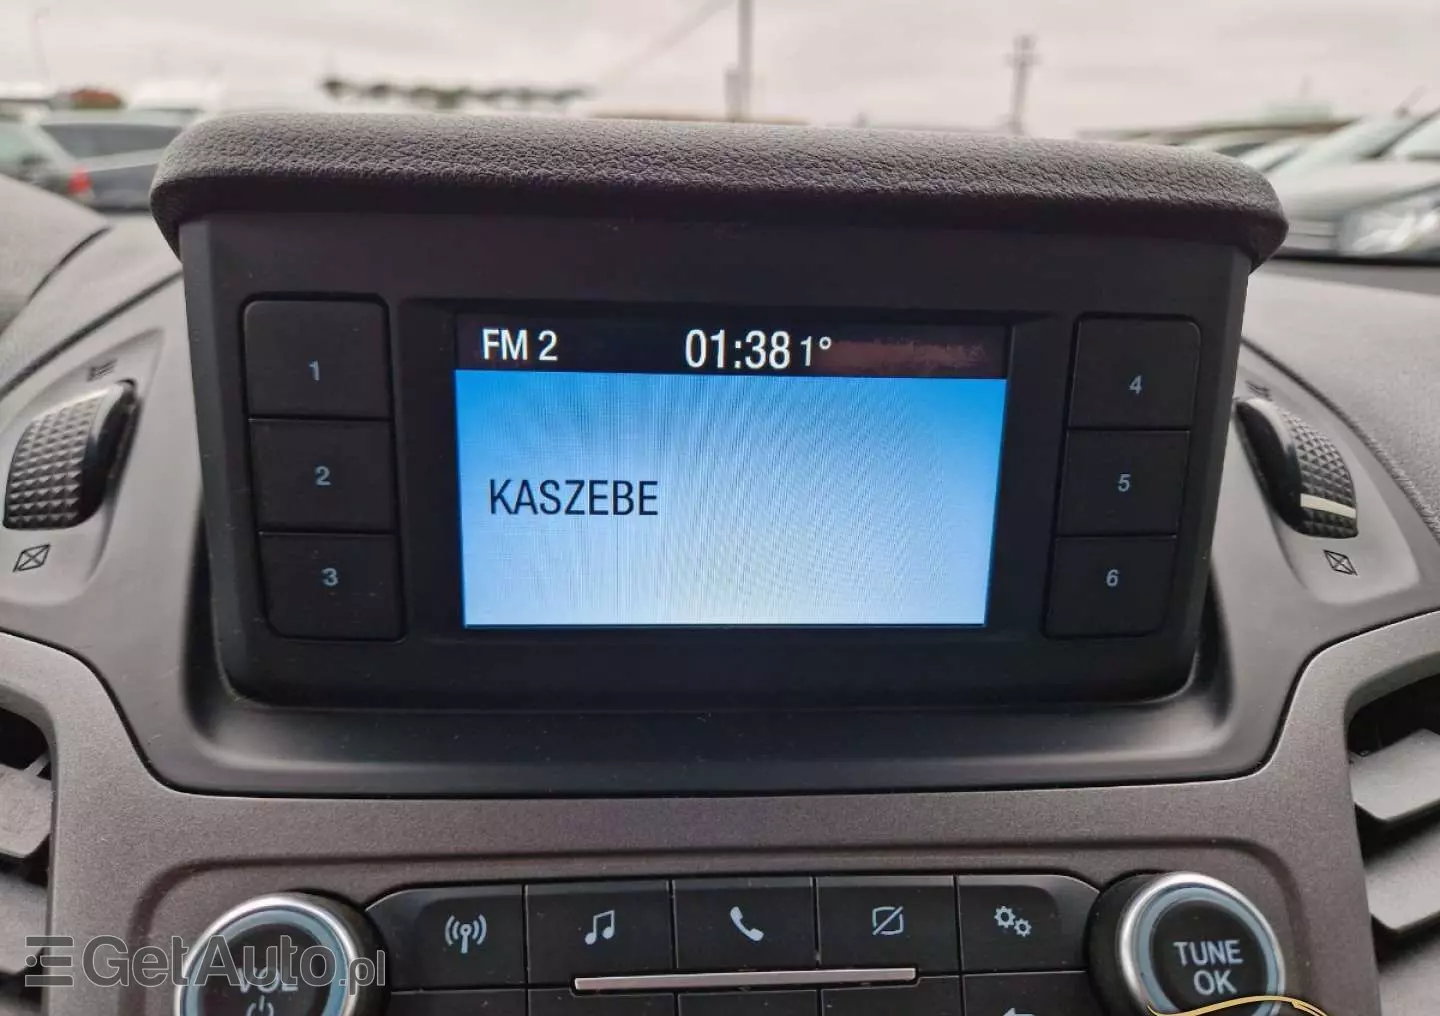 FM 2 01:38 1°
1
4
KASZEBE
2
5
3
6
VOL
TUNE
OK
GetAuto.pl